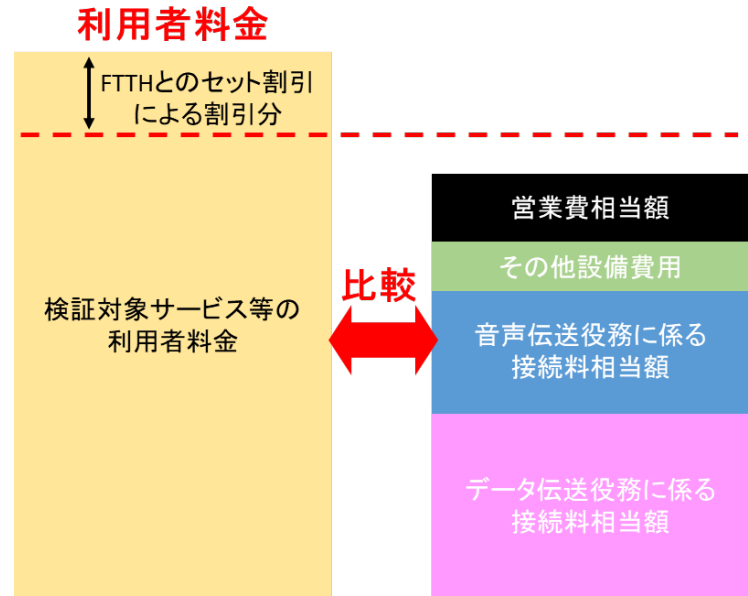 利用者料金
FTTHとのセット割引
による割引分
検証対象サービス等の
利用者料金
比較
営業費相当額
その他設備費用
音声伝送役務に係る
接続料相当額
データ伝送役務に係る
接続料相当額